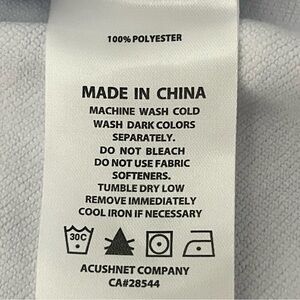 100% POLYESTER
MADE IN CHINA
MACHINE WASH COLD
WASH DARK COLORS
SEPARATELY.
DO NOT BLEACH
DO NOT USE FABRIC
SOFTENERS.
TUMBLE DRY LOW
REMOVE IMMEDIATELY
COOL IRON IF NECESSARY
30C
ACUSHNET COMPANY
CA#28544